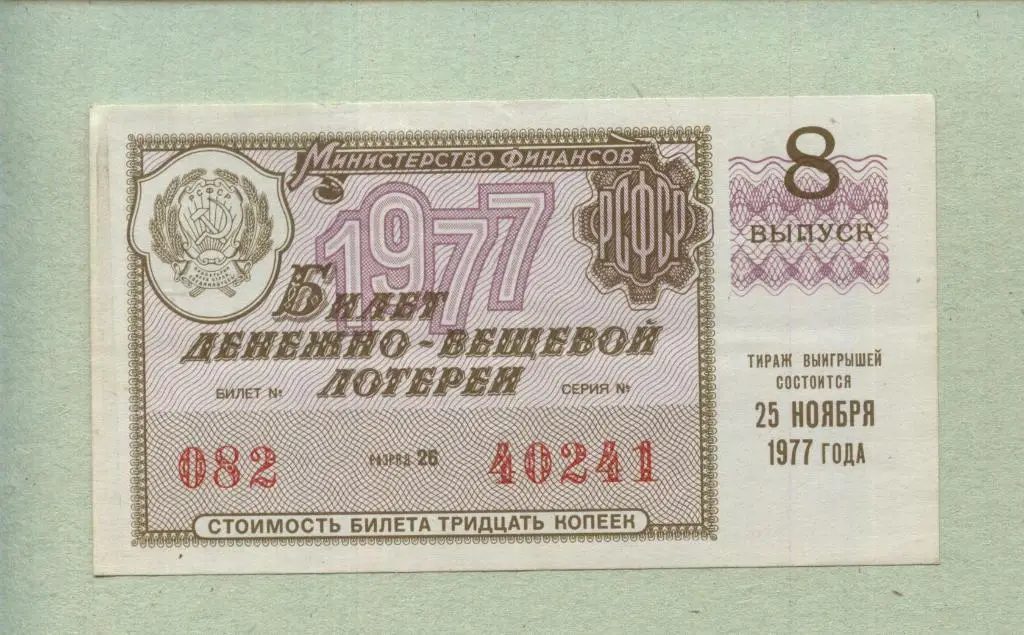 Министерство Финансов
РСФСР
РСФСР
1977
Билет
денежно-вещевой
лотереи
БИЛЕТ №
СЕРИЯ №
082
РАЗРЯД 26
40241
СТОИМОСТЬ БИЛЕТА ТРИДЦАТЬ КОПЕЕК
8
ВЫПУСК
ТИРАЖ ВЫИГРЫШЕЙ
СОСТОИТСЯ
25 НОЯБРЯ
1977 ГОДА